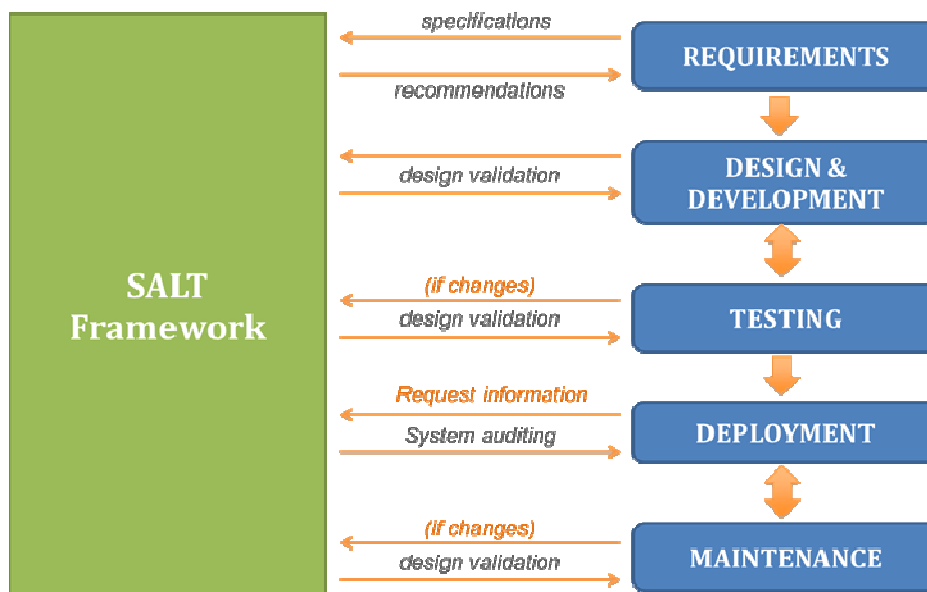 SALT
Framework
specifications
recommendations
REQUIREMENTS
design validation
DESIGN &
DEVELOPMENT
(if changes)
design validation
TESTING
Request information
System auditing
DEPLOYMENT
(if changes)
design validation
MAINTENANCE